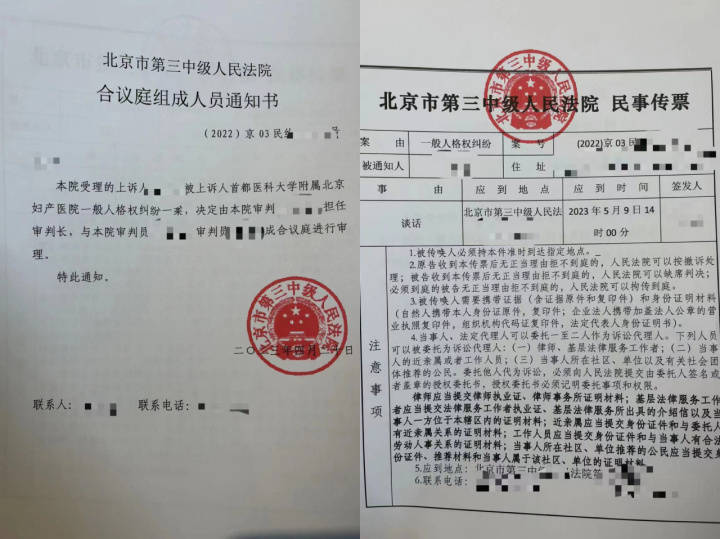 北京市第三中级人民法院
合议庭组成人员通知书
(2022)京 03 民 号
本院受理的上诉人 被上诉人首都医科大学附属北京
妇产医院一般人格权纠纷一案，决定由本院审判 担任
审判长，与本院审判员 审判员 成合议庭进行审
理。
特此通知。
北京市第三中级人民法院
二〇二三年四月 日
联系人： 联系电话：
北京市第三中级人民法院 民事传票
案 由 一般人格权纠纷 案 号 (2022)京 03 民
被通知人 住 址
事 由 应 到 地 点 应 到 时 间 签发人
谈话 北京市第三中级人民法 2023 年 5 月 9 日 14
时 00 分
注意事项
1.被传唤人必须持本件准时到达指定地点。
2.原告收到本传票后无正当理由拒不到庭的，人民法院可以按撤诉处
理；被告收到本传票后无正当理由拒不到庭的，人民法院可以缺席判决；
必须到庭的被告无正当理由拒不到庭的，人民法院可以拘传到庭。
3.被传唤人需要携带证据（含证据原件和复印件）和身份证明材料
（自然人携带本人身份证原件，复印件；企业法人携带加盖法人公章的营
业执照复印件，组织机构代码证复印件，法定代表人身份证明书）。
4.当事人、法定代理人可以委托一至二人作为诉讼代理人。下列人员
可以被委托为诉讼代理人：（一）律师、基层法律服务工作者；（二）当事
人的近亲属或者工作人员；（三）当事人所在社区、单位以及有关社会团
体推荐的公民。委托他人代为诉讼，必须向人民法院提交由委托人签名或
者盖章的授权委托书，授权委托书必须记明委托事项和权限。
律师应当提交律师执业证、律师事务所证明材料；基层法律服务工作
者应当提交法律服务工作者执业证、基层法律服务所出具的介绍信以及当
事人一方位于本辖区内的证明材料；近亲属应当提交身份证件和与委托人
有近亲属关系的证明材料；工作人员应当提交身份证件和与当事人有合法
劳动人事关系的证明材料；当事人所在社区、单位推荐的公民应当提交身
份证件、推荐材料和当事人属于该社区、单位的证明材料
5.应到地点：北京市第三中 法院
6.联系电话：